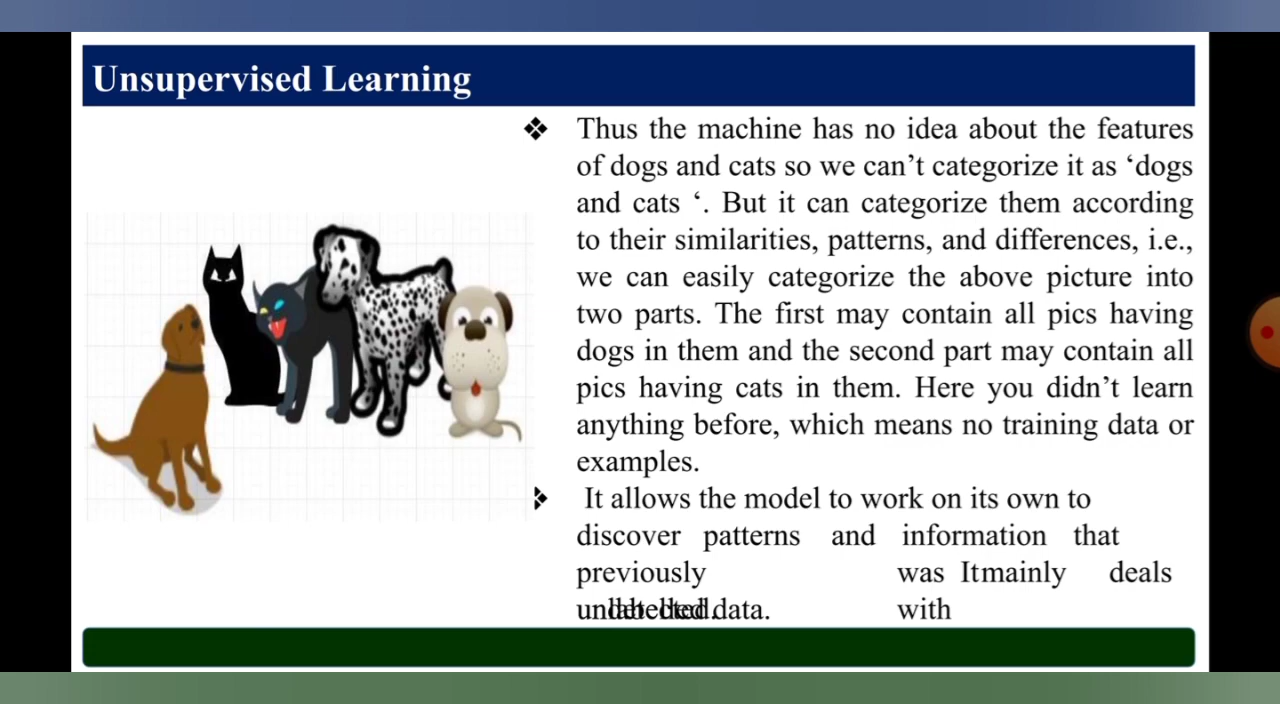 Unsupervised Learning
❖ Thus the machine has no idea about the features
of dogs and cats so we can’t categorize it as ‘dogs
and cats ‘. But it can categorize them according
to their similarities, patterns, and differences, i.e.,
we can easily categorize the above picture into
two parts. The first may contain all pics having
dogs in them and the second part may contain all
pics having cats in them. Here you didn’t learn
anything before, which means no training data or
examples.
❖ It allows the model to work on its own to
discover patterns and information that
previously was Itmainly deals
data. with